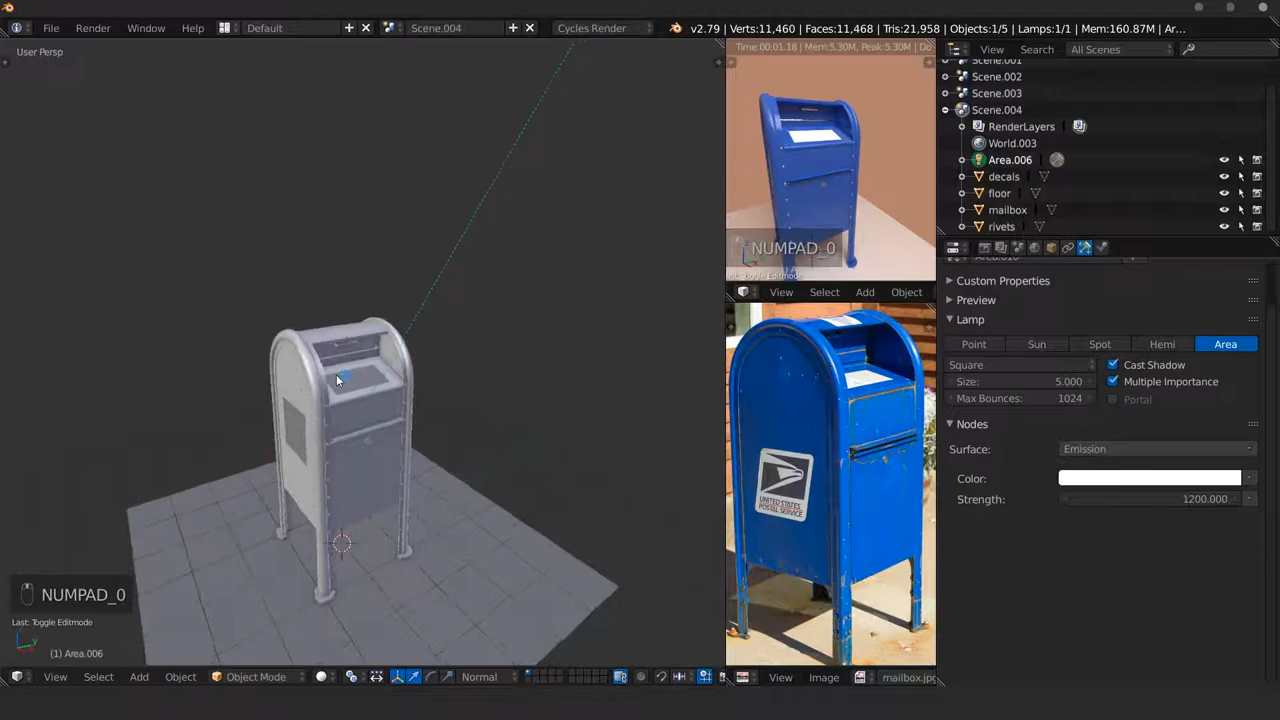 File Render Window Help Default Scene.004 Cycles Render v2.79 | Verts:11,460 | Faces:11,468 | Tris:21,958 | Objects:1/5 | Lamps:1/1 | Mem:160.87M | Ar...
User Persp
Time:00:01.18 | Mem:5.30M, Peak:5.30M | Do
View Search All Scenes
Scene.001
Scene.002
Scene.003
Scene.004
RenderLayers
World.003
Area.006
decals
floor
mailbox
rivets
NUMPAD_0
Last: Toggle Editmode
View Select Add Object
Custom Properties
Preview
Lamp
Point Sun Spot Hemi Area
Square Cast Shadow
Size: 5.000 Multiple Importance
Max Bounces: 1024 Portal
Nodes
Surface: Emission
Color:
Strength: 1200.000
UNITED STATES
POSTAL SERVICE
NUMPAD_0
Last: Toggle Editmode
(1) Area.006
View Select Add Object Object Mode Normal
View Image mailbox.jpg